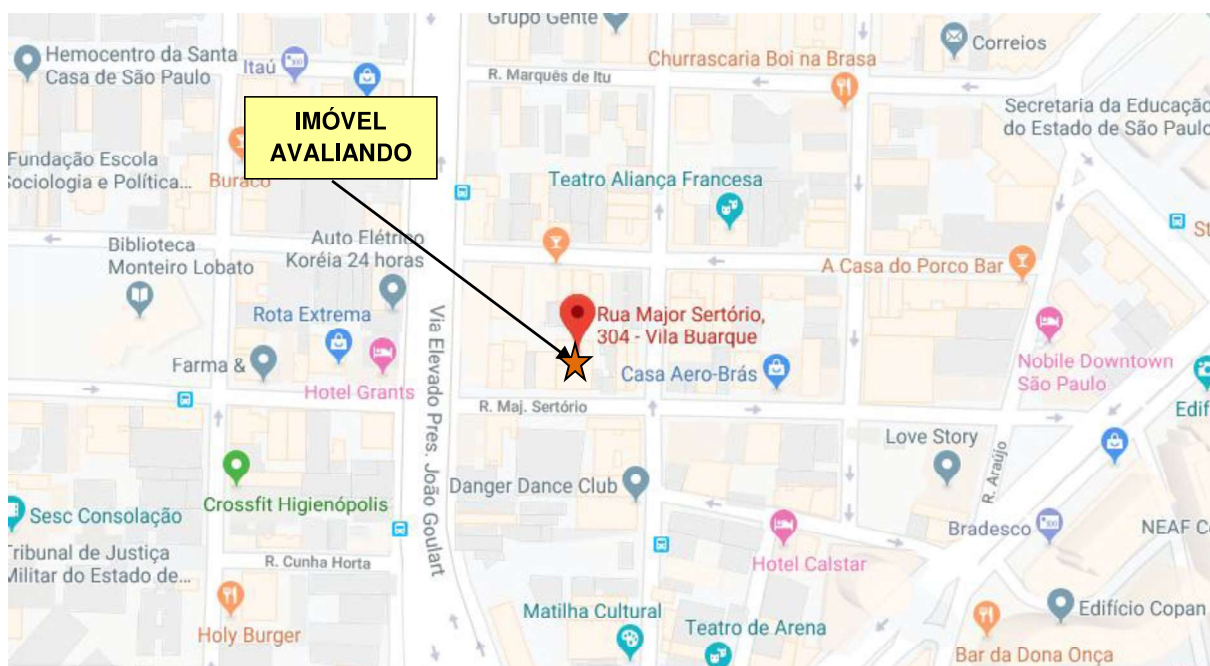 Grupo Gente
Hemocentro da Santa
Casa de São Paulo
Itaú
Churrascaria Boi na Brasa
Correios
R. Marquês de Itu
IMÓVEL
AVALIANDO
Secretaria da Educação
do Estado de São Paulo
Fundação Escola
Sociologia e Política...
Buraco
Teatro Aliança Francesa
Biblioteca
Monteiro Lobato
Auto Elétrico
Koréia 24 horas
St
A Casa do Porco Bar
Rota Extrema
Rua Major Sertório,
304 - Vila Buarque
Farma &
Hotel Grants
Via Elevado Pres. João Goulart
Casa Aero-Brás
Nobile Downtown
São Paulo
R. Maj. Sertório
Edif
Love Story
R. Araújo
Crossfit Higienópolis
Danger Dance Club
Sesc Consolação
Bradesco
NEAF C
Tribunal de Justiça
Militar do Estado de...
R. Cunha Horta
Hotel Calstar
Matilha Cultural
Edifício Copan
Holy Burger
Teatro de Arena
Bar da Dona Onça